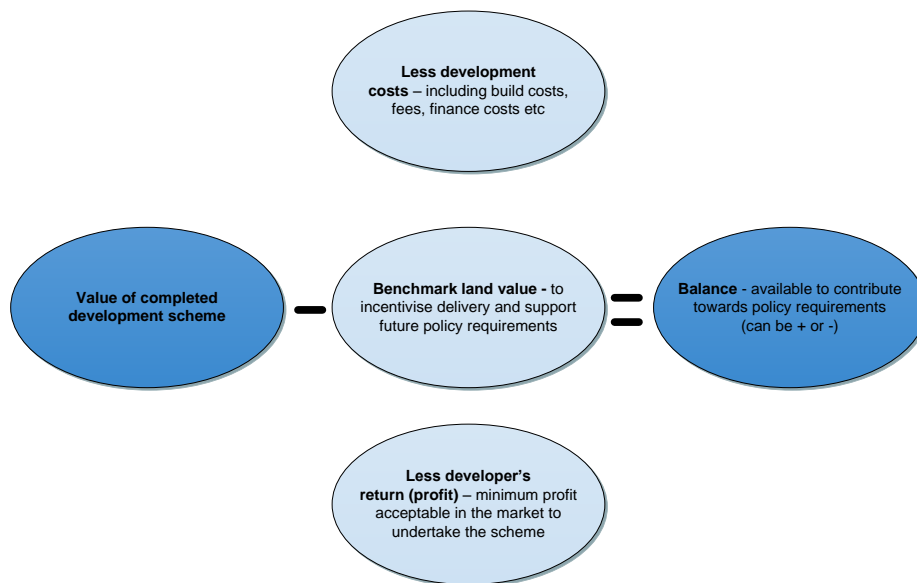 Less development
costs – including build costs,
fees, finance costs etc
Value of completed
development scheme
Benchmark land value - to
incentivise delivery and support
future policy requirements
Balance - available to contribute
towards policy requirements
(can be + or -)
Less developer’s
return (profit) – minimum profit
acceptable in the market to
undertake the scheme